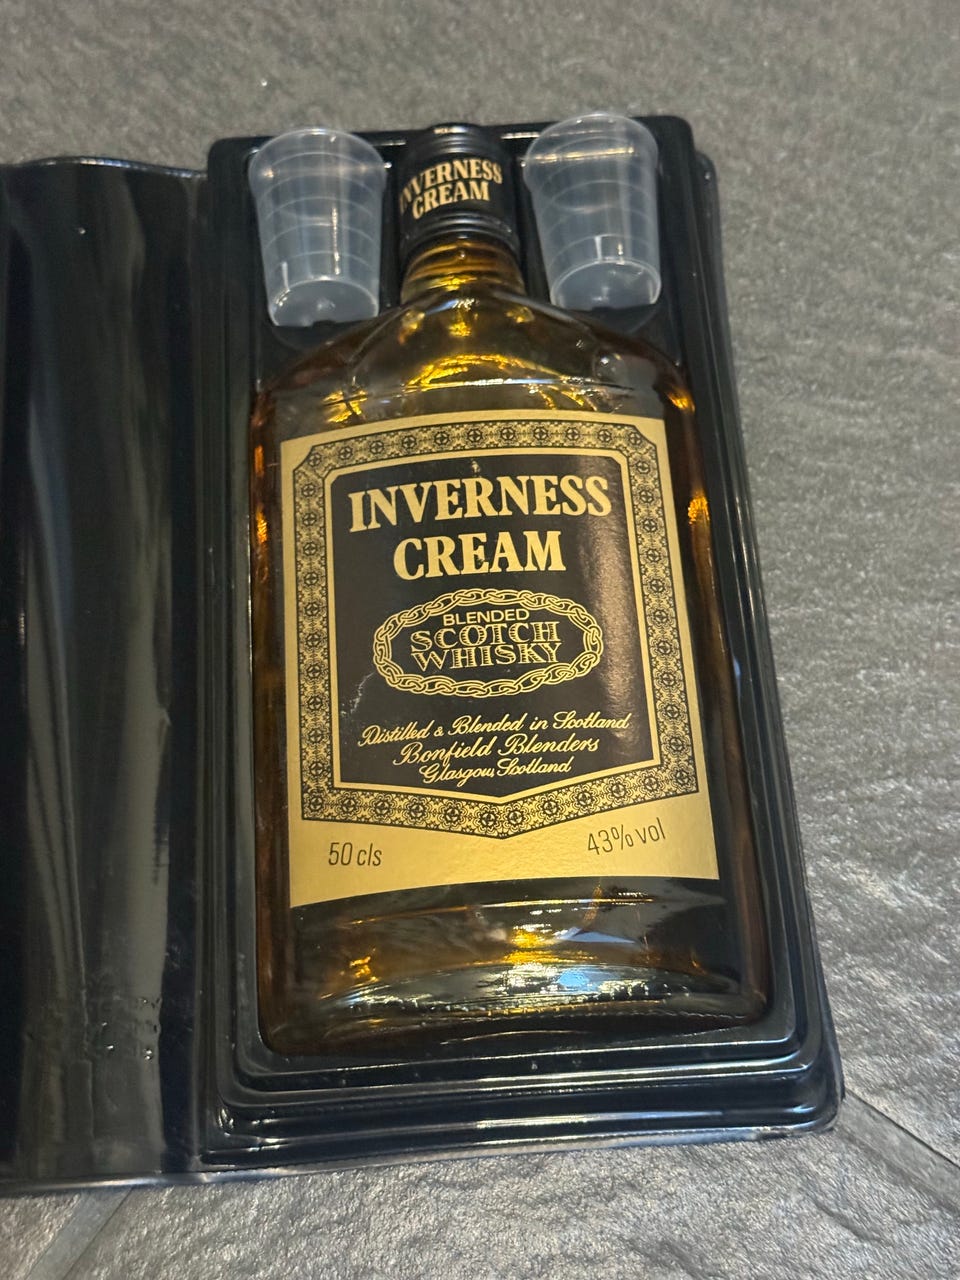 INVERNESS
CREAM
INVERNESS
CREAM
BLENDED
SCOTCH
WHISKY
Distilled & Blended in Scotland
Bonfield Blenders
Glasgow, Scotland
50 cls
43% vol